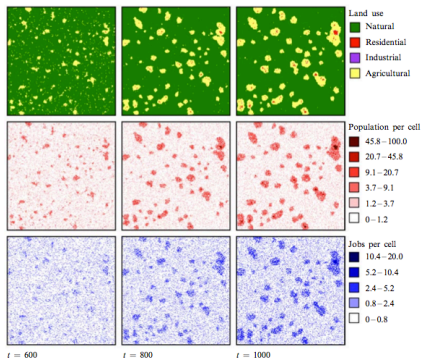 Land use
Natural
Residential
Industrial
Agricultural
Population per cell
45.8–100.0
20.7–45.8
9.1–20.7
3.7–9.1
1.2–3.7
0–1.2
Jobs per cell
10.4–20.0
5.2–10.4
2.4–5.2
0.8–2.4
0–0.8
t = 600
t = 800
t = 1000